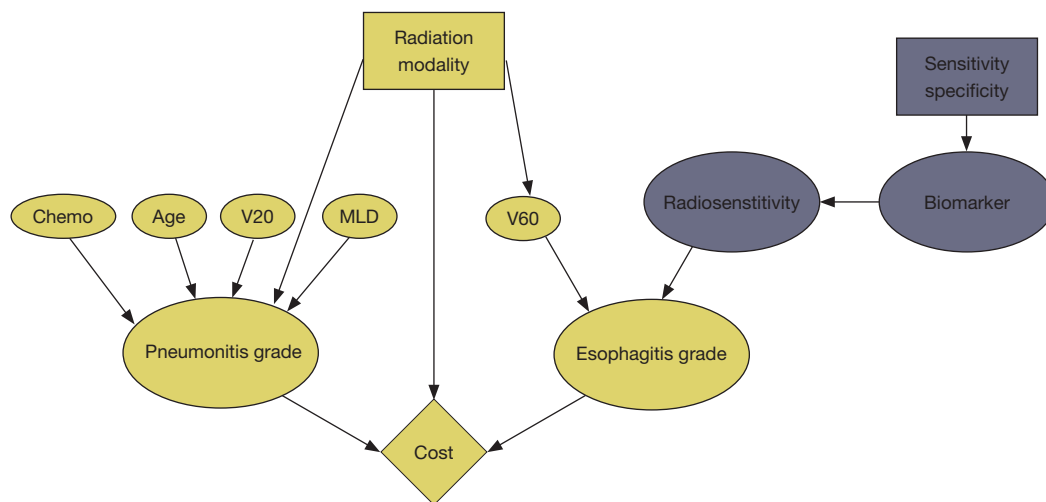 Radiation
modality
Sensitivity
specificity
Chemo
Age
V20
MLD
V60
Radiosenstitivity
Biomarker
Pneumonitis grade
Esophagitis grade
Cost